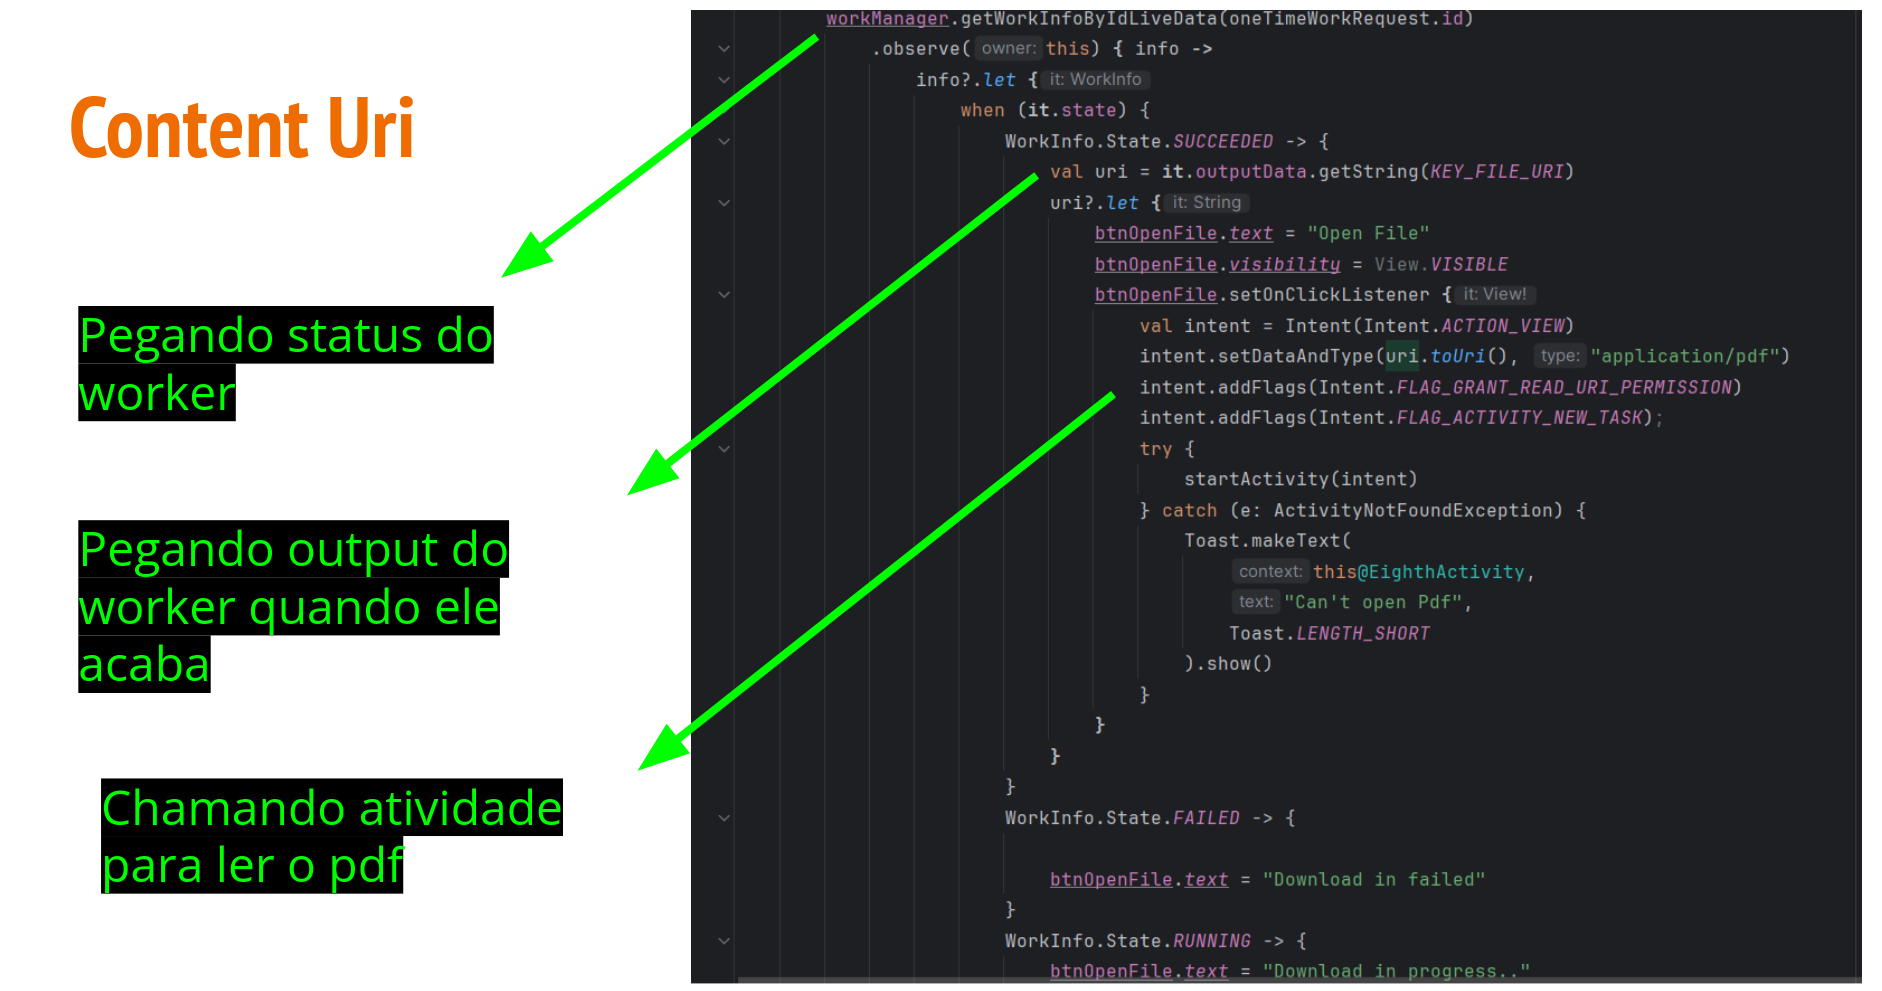 Content Uri
Pegando status do
worker
Pegando output do
worker quando ele
acaba
Chamando atividade
para ler o pdf
workManager.getWorkInfoByIdLiveData(oneTimeWorkRequest.id)
.observe( owner: this) { info ->
info?.let { it: WorkInfo
when (it.state) {
WorkInfo.State.SUCCEEDED -> {
val uri = it.outputData.getString(KEY_FILE_URI)
uri?.let { it: String
btnOpenFile.text = "Open File"
btnOpenFile.visibility = View.VISIBLE
btnOpenFile.setOnClickListener { it: View!
val intent = Intent(Intent.ACTION_VIEW)
intent.setDataAndType(uri.toUri(), type: "application/pdf")
intent.addFlags(Intent.FLAG_GRANT_READ_URI_PERMISSION)
intent.addFlags(Intent.FLAG_ACTIVITY_NEW_TASK);
try {
startActivity(intent)
} catch (e: ActivityNotFoundException) {
Toast.makeText(
context: this@EighthActivity,
text: "Can't open Pdf",
Toast.LENGTH_SHORT
).show()
}
}
}
}
WorkInfo.State.FAILED -> {
btnOpenFile.text = "Download in failed"
}
WorkInfo.State.RUNNING -> {
btnOpenFile.text = "Download in progress.."